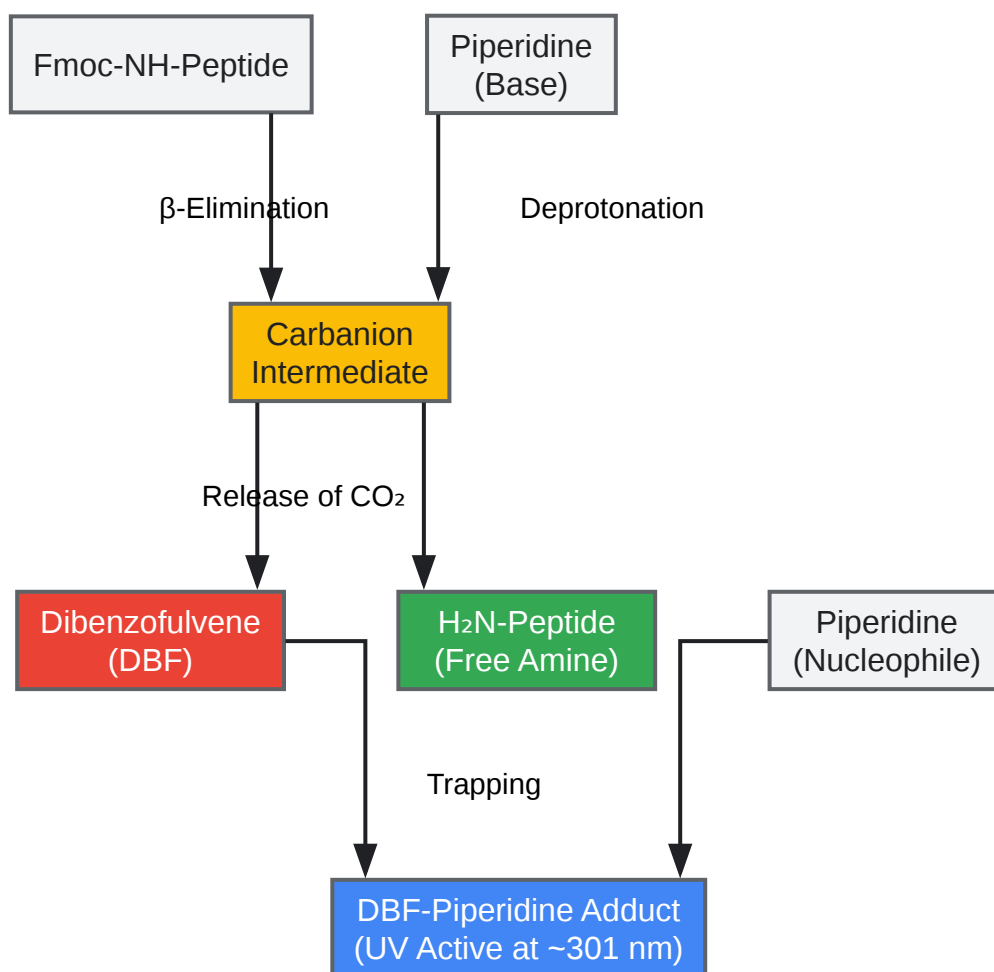 Fmoc-NH-Peptide
Piperidine
(Base)
β-Elimination
Deprotonation
Carbanion
Intermediate
Release of CO₂
Dibenzofulvene
(DBF)
H₂N-Peptide
(Free Amine)
Piperidine
(Nucleophile)
Trapping
DBF-Piperidine Adduct
(UV Active at ~301 nm)